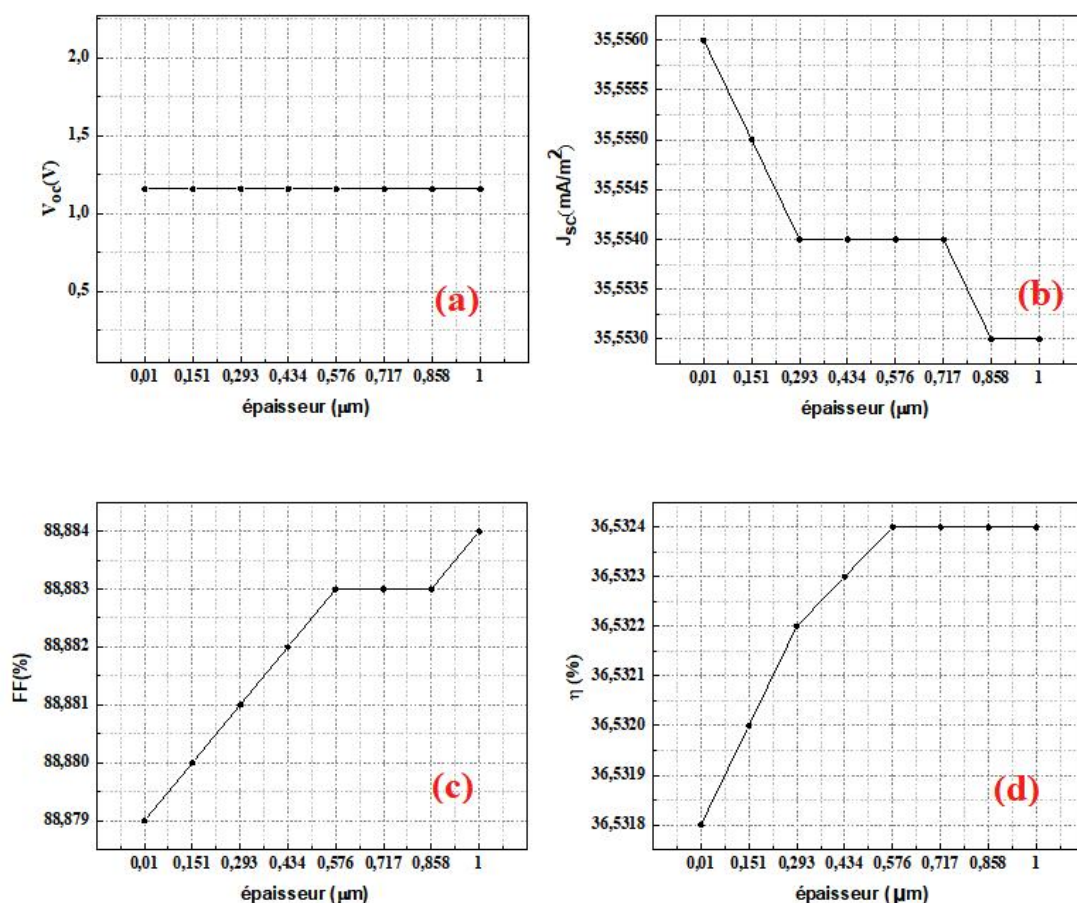 2,0
1,5
1,0
0,5
Voc(V)
(a)
0,01 0,151 0,293 0,434 0,576 0,717 0,858 1
épaisseur (μm)
35,5560
35,5555
35,5550
35,5545
35,5540
35,5535
35,5530
JSC(mA/m²)
(b)
0,01 0,151 0,293 0,434 0,576 0,717 0,858 1
épaisseur (μm)
88,884
88,883
88,882
88,881
88,880
88,879
FF(%)
(c)
0,01 0,151 0,293 0,434 0,576 0,717 0,858 1
épaisseur (μm)
36,5324
36,5323
36,5322
36,5321
36,5320
36,5319
36,5318
η (%)
(d)
0,01 0,151 0,293 0,434 0,576 0,717 0,858 1
épaisseur (μm)